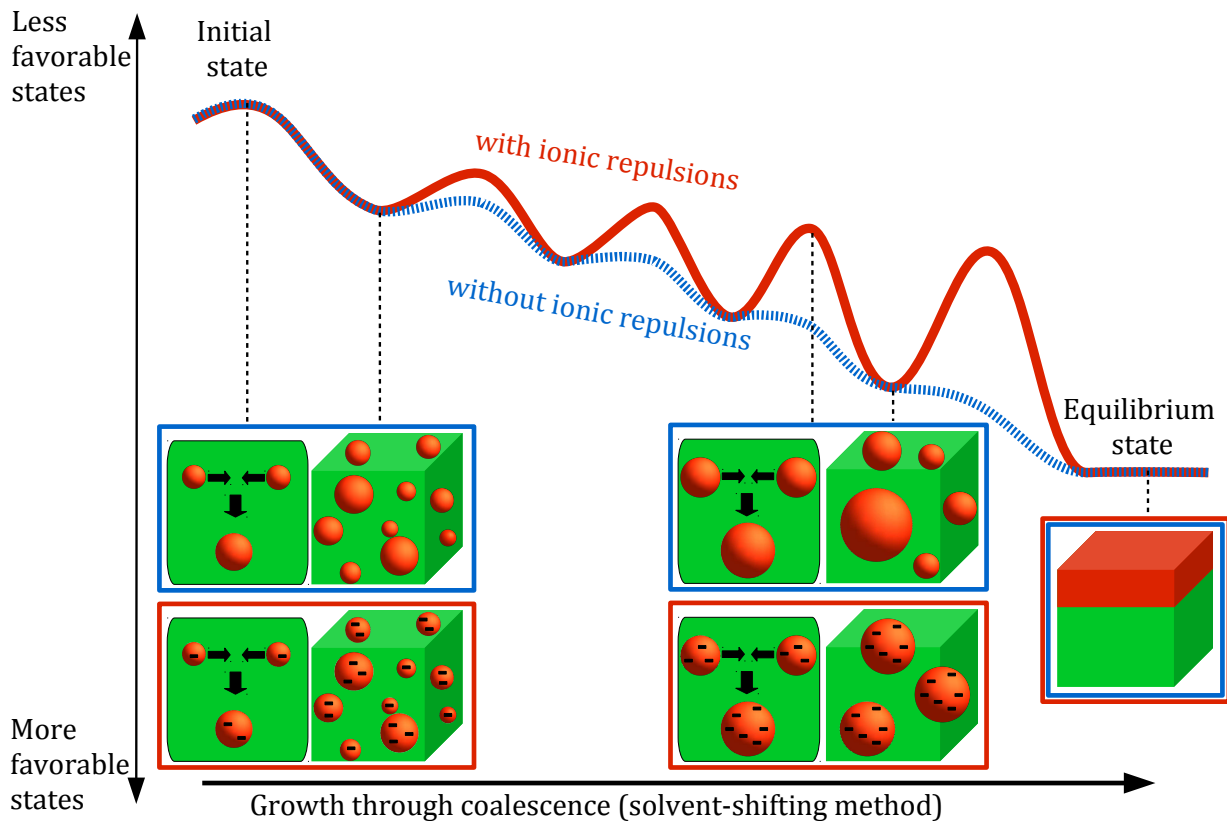 Less
favorable
states
Initial
state
with ionic repulsions
without ionic repulsions
Equilibrium
state
More
favorable
states
Growth through coalescence (solvent-shifting method)